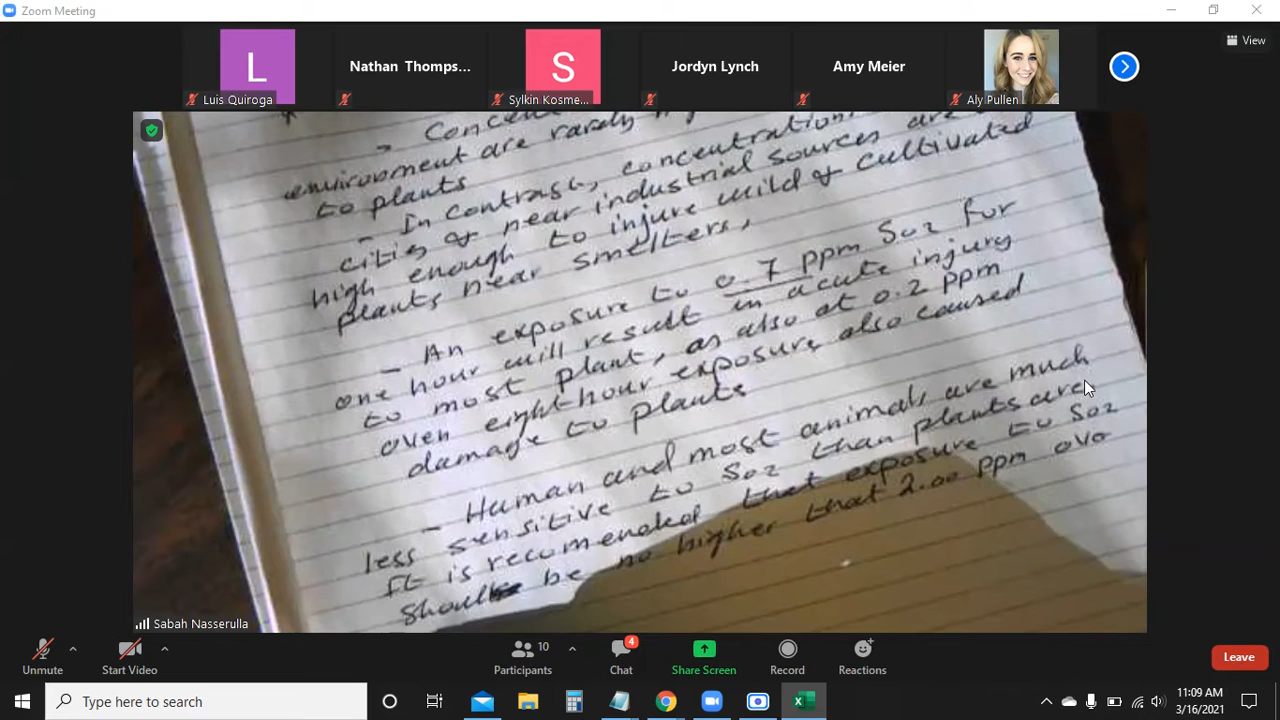 Zoom Meeting
View
L
Luis Quiroga
Nathan Thomps...
S
Sylkin Kosme...
Jordyn Lynch
Amy Meier
Aly Pullen
environment are rarely
to plants
- In contrast, concentration
cities & near industrial sources are
high enough to injure wild & cultivated
plants near smelters,
- An exposure to 0.7 ppm SO2 for
one hour will result in acute injury
to most plant, as also at 0.2 ppm
over eight-hour exposure, also caused
damage to plants
- Human and most animals are much
less sensitive to SO2 than plants are.
It is recomended that exposure to SO2
should be no higher that 2.00 ppm
Sabah Nasserulla
Unmute
Start Video
10
Participants
4
Chat
Share Screen
Record
Reactions
Leave
Type here to search
11:09 AM
3/16/2021